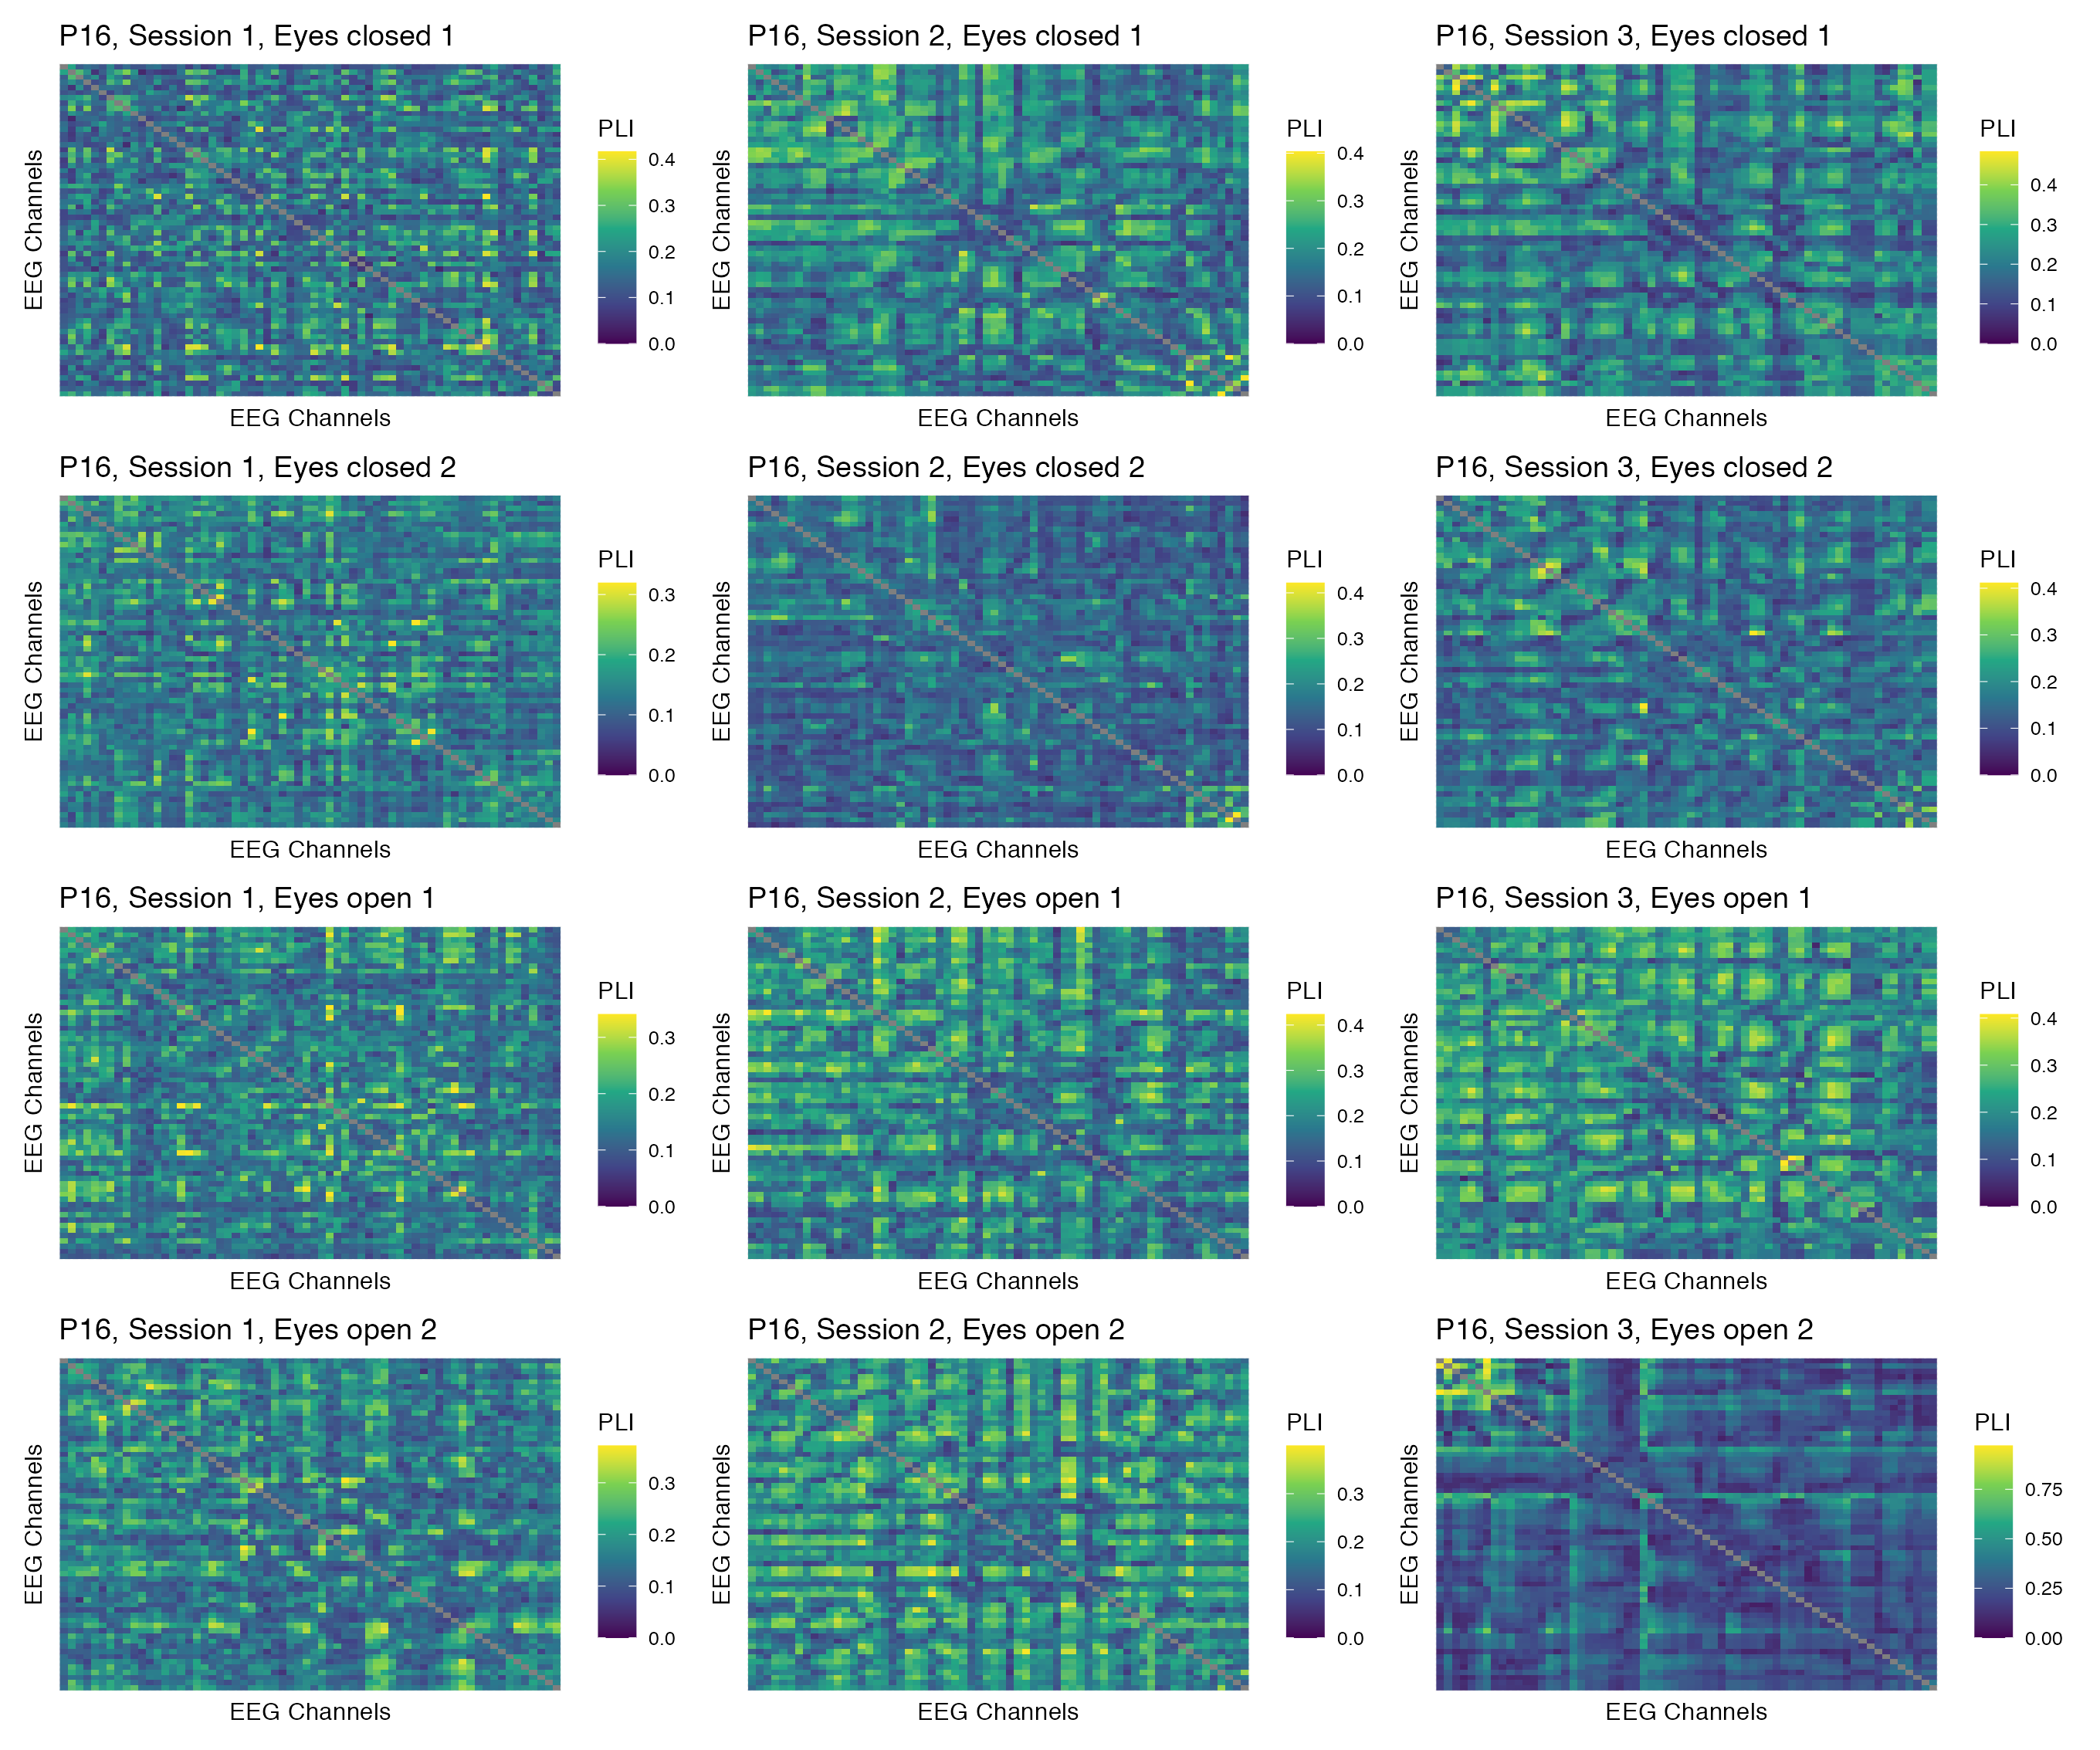 P16, Session 1, Eyes closed 1
EEG Channels
EEG Channels
PLI
0.4
0.3
0.2
0.1
0.0
P16, Session 2, Eyes closed 1
EEG Channels
EEG Channels
PLI
0.4
0.3
0.2
0.1
0.0
P16, Session 3, Eyes closed 1
EEG Channels
EEG Channels
PLI
0.4
0.3
0.2
0.1
0.0
P16, Session 1, Eyes closed 2
EEG Channels
EEG Channels
PLI
0.3
0.2
0.1
0.0
P16, Session 2, Eyes closed 2
EEG Channels
EEG Channels
PLI
0.4
0.3
0.2
0.1
0.0
P16, Session 3, Eyes closed 2
EEG Channels
EEG Channels
PLI
0.4
0.3
0.2
0.1
0.0
P16, Session 1, Eyes open 1
EEG Channels
EEG Channels
PLI
0.3
0.2
0.1
0.0
P16, Session 2, Eyes open 1
EEG Channels
EEG Channels
PLI
0.4
0.3
0.2
0.1
0.0
P16, Session 3, Eyes open 1
EEG Channels
EEG Channels
PLI
0.4
0.3
0.2
0.1
0.0
P16, Session 1, Eyes open 2
EEG Channels
EEG Channels
PLI
0.3
0.2
0.1
0.0
P16, Session 2, Eyes open 2
EEG Channels
EEG Channels
PLI
0.3
0.2
0.1
0.0
P16, Session 3, Eyes open 2
EEG Channels
EEG Channels
PLI
0.75
0.50
0.25
0.00